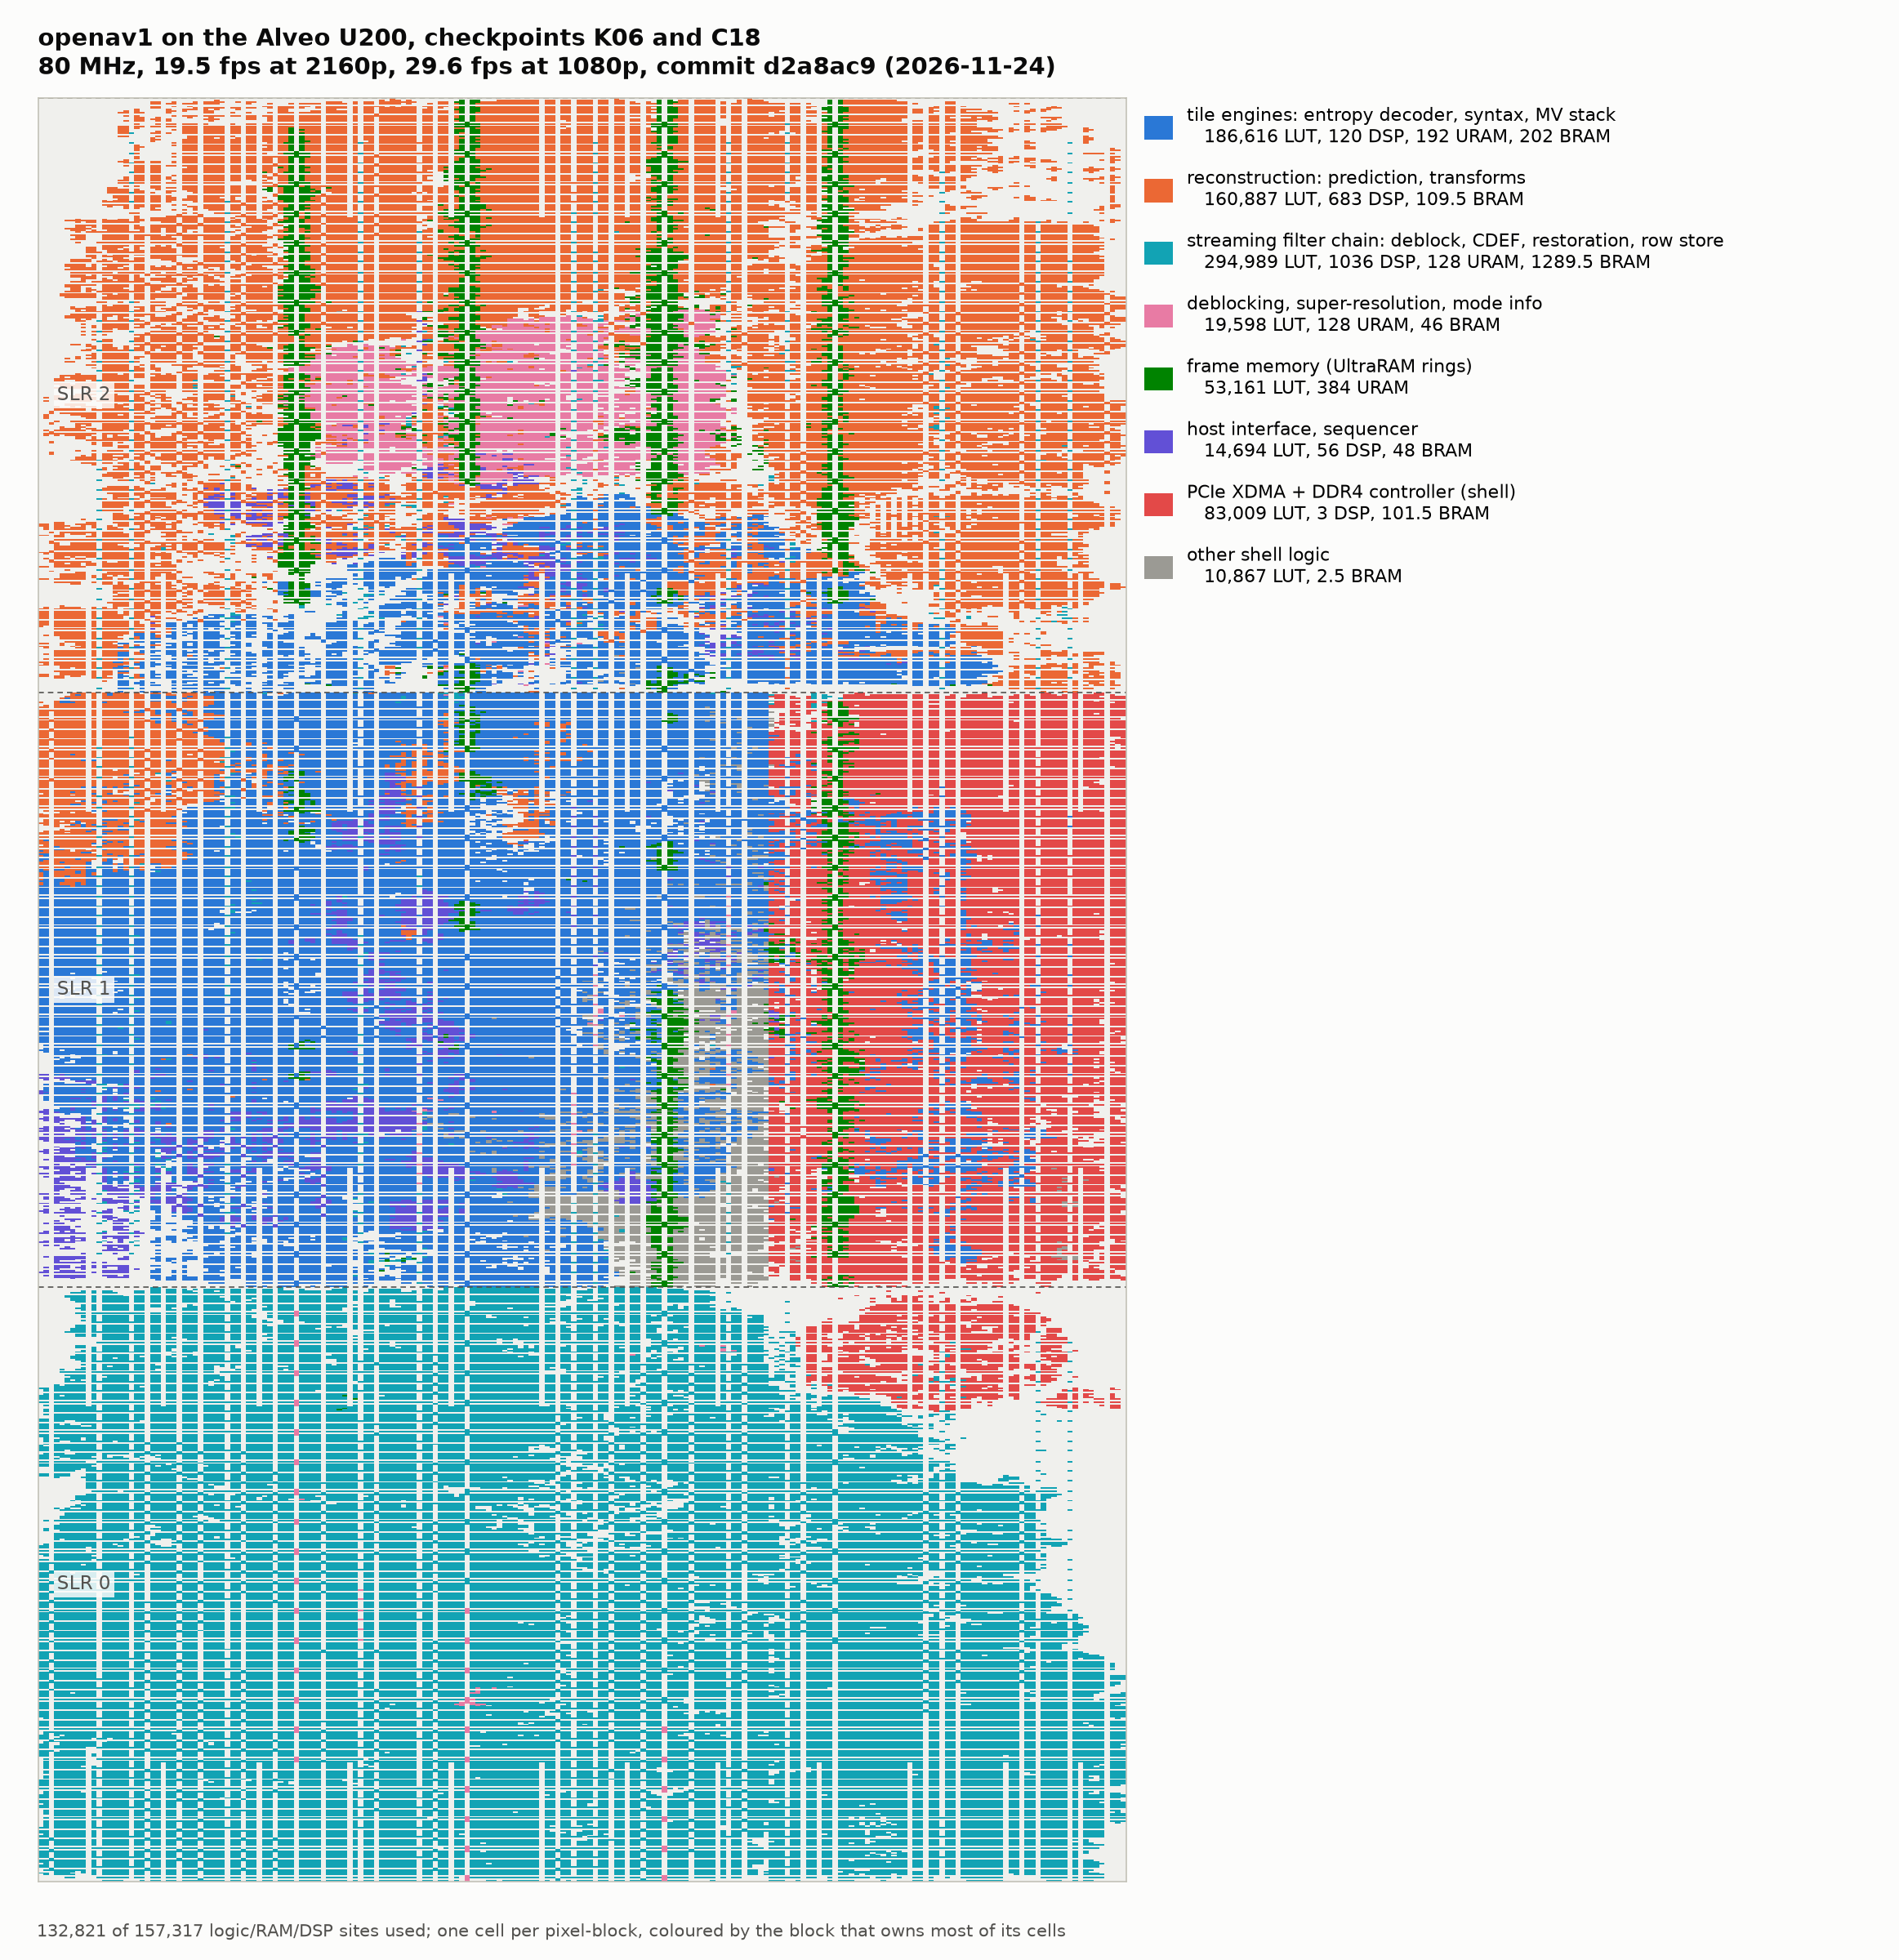 openav1 on the Alveo U200, checkpoints K06 and C18
80 MHz, 19.5 fps at 2160p, 29.6 fps at 1080p, commit d2a8ac9 (2026-11-24)
tile engines: entropy decoder, syntax, MV stack
186,616 LUT, 120 DSP, 192 URAM, 202 BRAM
reconstruction: prediction, transforms
160,887 LUT, 683 DSP, 109.5 BRAM
streaming filter chain: deblock, CDEF, restoration, row store
294,989 LUT, 1036 DSP, 128 URAM, 1289.5 BRAM
deblocking, super-resolution, mode info
19,598 LUT, 128 URAM, 46 BRAM
frame memory (UltraRAM rings)
53,161 LUT, 384 URAM
host interface, sequencer
14,694 LUT, 56 DSP, 48 BRAM
PCIe XDMA + DDR4 controller (shell)
83,009 LUT, 3 DSP, 101.5 BRAM
other shell logic
10,867 LUT, 2.5 BRAM
SLR 2
SLR 1
SLR 0
132,821 of 157,317 logic/RAM/DSP sites used; one cell per pixel-block, coloured by the block that owns most of its cells